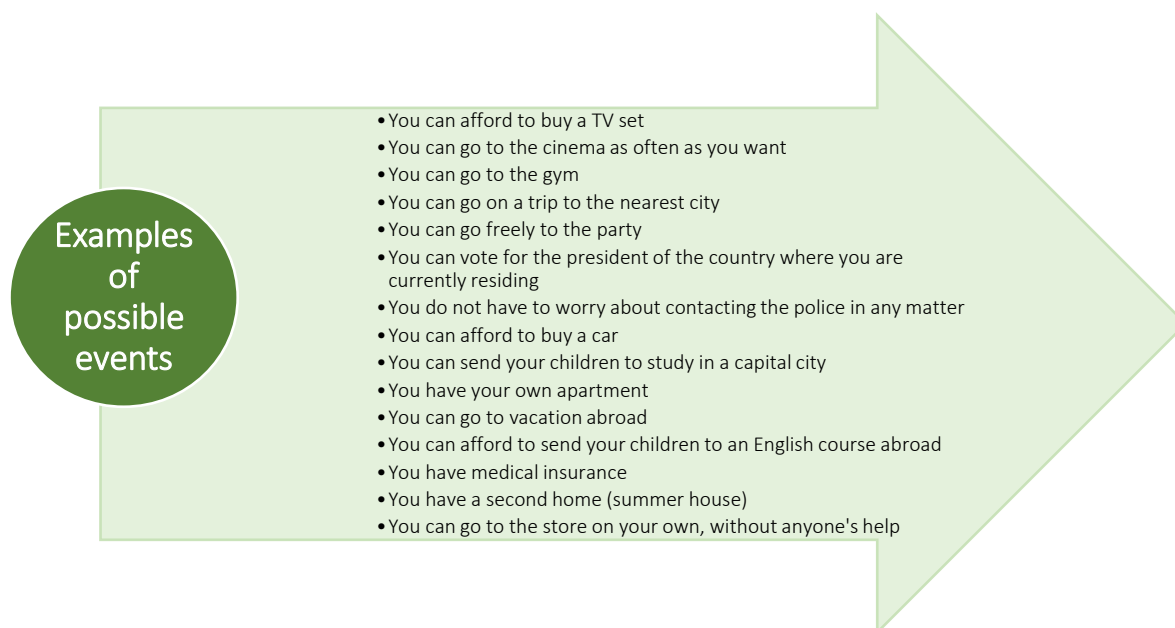 Examples
of
possible
events
•You can afford to buy a TV set
•You can go to the cinema as often as you want
•You can go to the gym
•You can go on a trip to the nearest city
•You can go freely to the party
•You can vote for the president of the country where you are
currently residing
•You do not have to worry about contacting the police in any matter
•You can afford to buy a car
•You can send your children to study in a capital city
•You have your own apartment
•You can go to vacation abroad
•You can afford to send your children to an English course abroad
•You have medical insurance
•You have a second home (summer house)
•You can go to the store on your own, without anyone's help